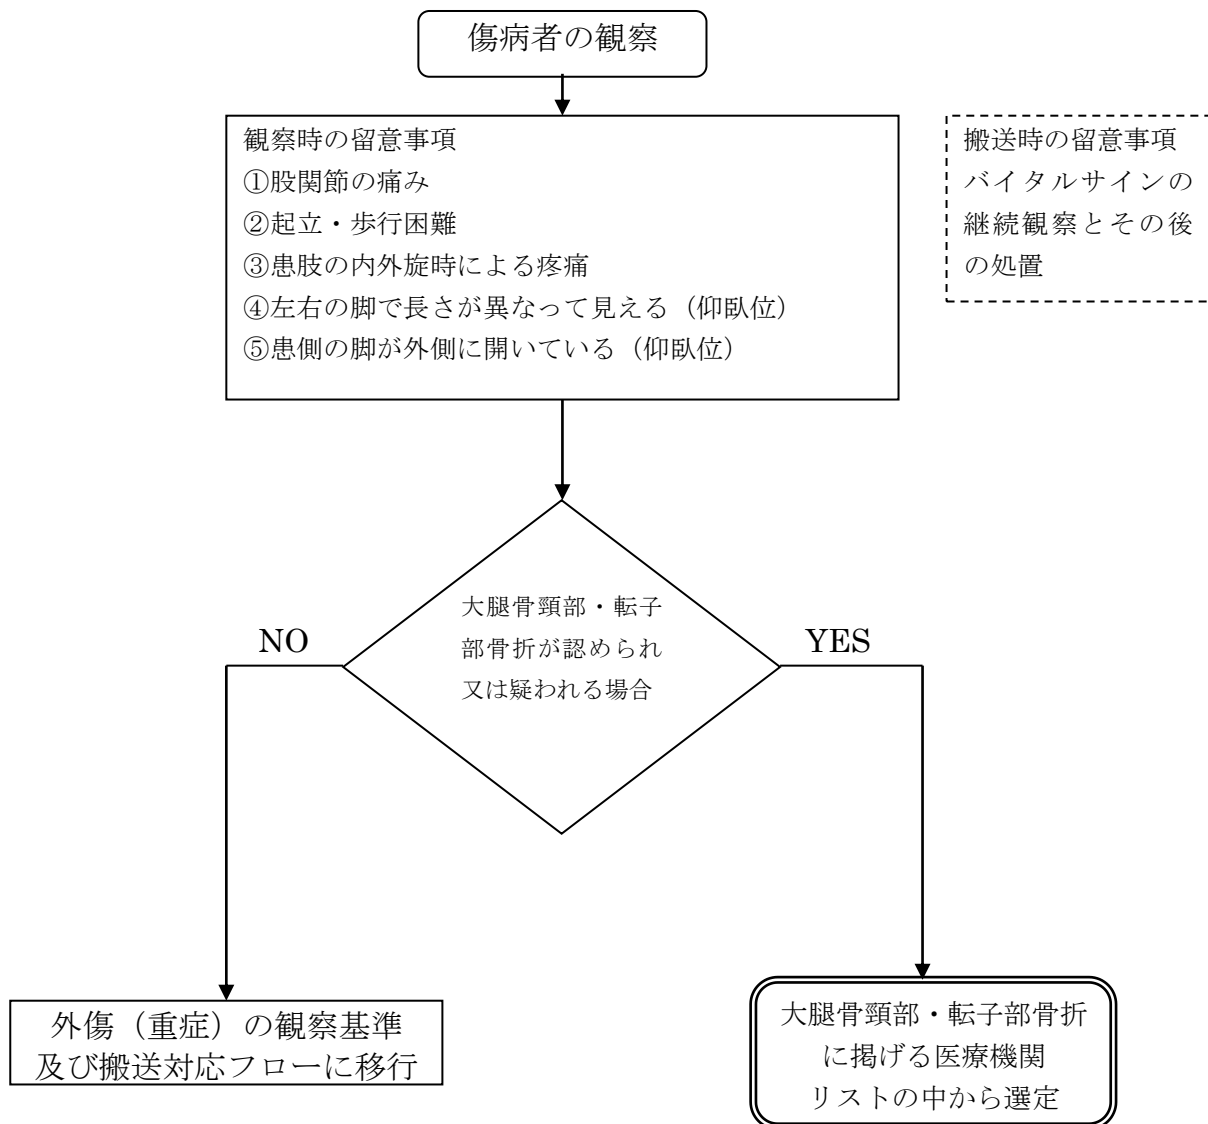 傷病者の観察
観察時の留意事項
①股関節の痛み
②起立・歩行困難
③患肢の内外旋時による疼痛
④左右の脚で長さが異なって見える（仰臥位）
⑤患側の脚が外側に開いている（仰臥位）
搬送時の留意事項
バイタルサインの
継続観察とその後
の処置
大腿骨頸部・転子
部骨折が認められ
又は疑われる場合
NO
YES
外傷（重症）の観察基準
及び搬送対応フローに移行
大腿骨頸部・転子部骨折
に掲げる医療機関
リストの中から選定